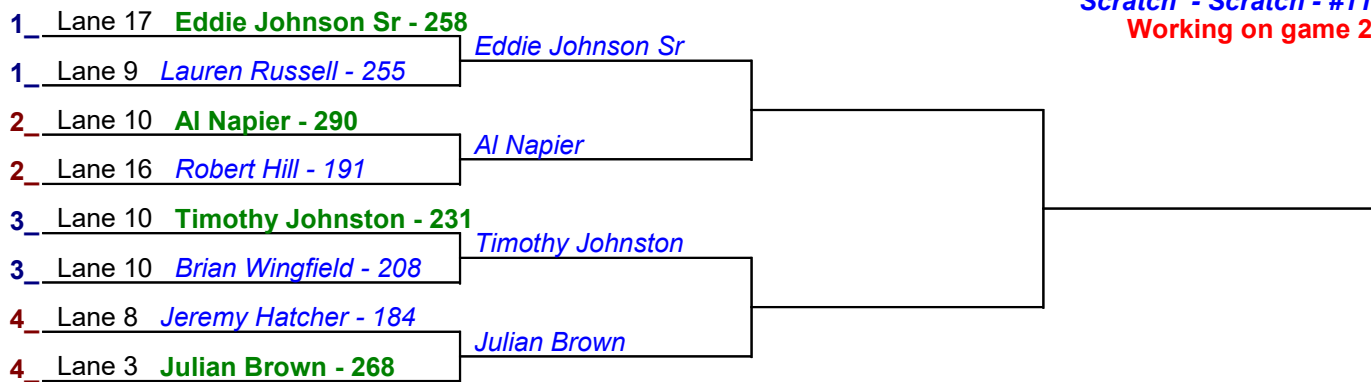 Scratch - Scratch - #11
Working on game 2
1_ Lane 17 Eddie Johnson Sr - 258
Eddie Johnson Sr
1_ Lane 9 Lauren Russell - 255
2_ Lane 10 Al Napier - 290
Al Napier
2_ Lane 16 Robert Hill - 191
3_ Lane 10 Timothy Johnston - 231
Timothy Johnston
3_ Lane 10 Brian Wingfield - 208
4_ Lane 8 Jeremy Hatcher - 184
Julian Brown
4_ Lane 3 Julian Brown - 268